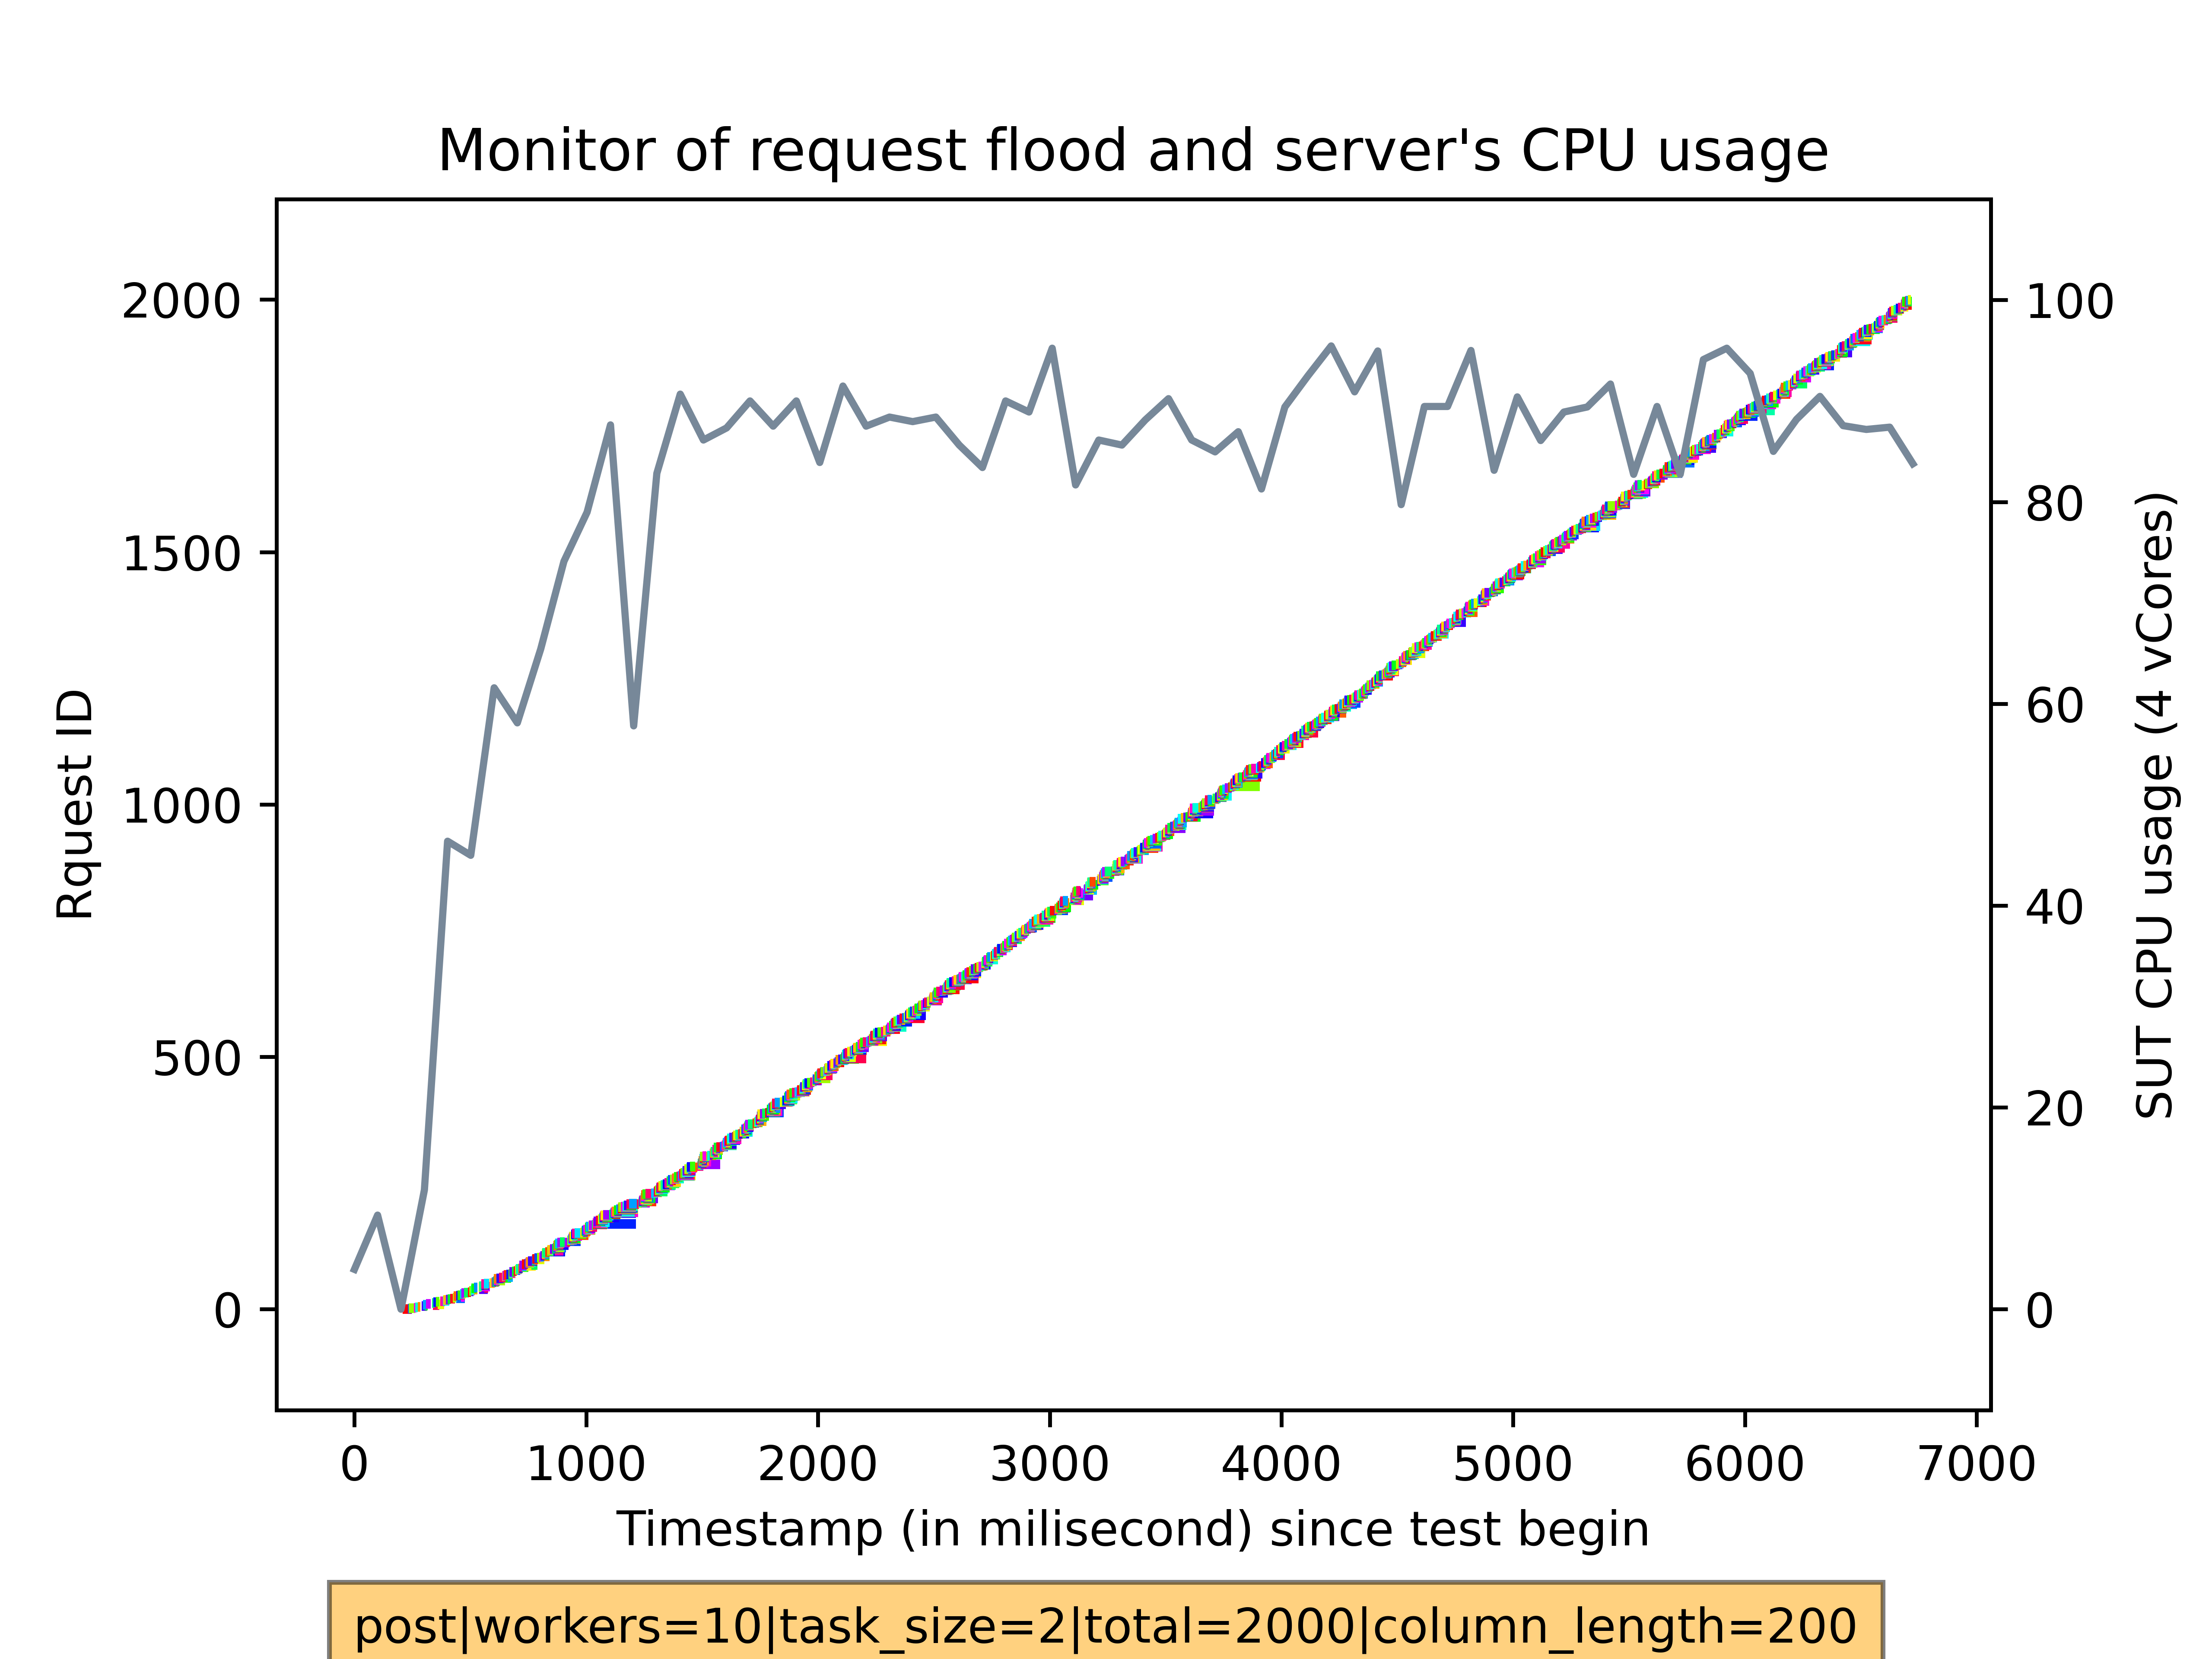 Monitor of request flood and server's CPU usage
2000
1500
1000
500
0
Rquest ID
100
80
60
40
20
0
SUT CPU usage (4 vCores)
0 1000 2000 3000 4000 5000 6000 7000
Timestamp (in milisecond) since test begin
post|workers=10|task_size=2|total=2000|column_length=200